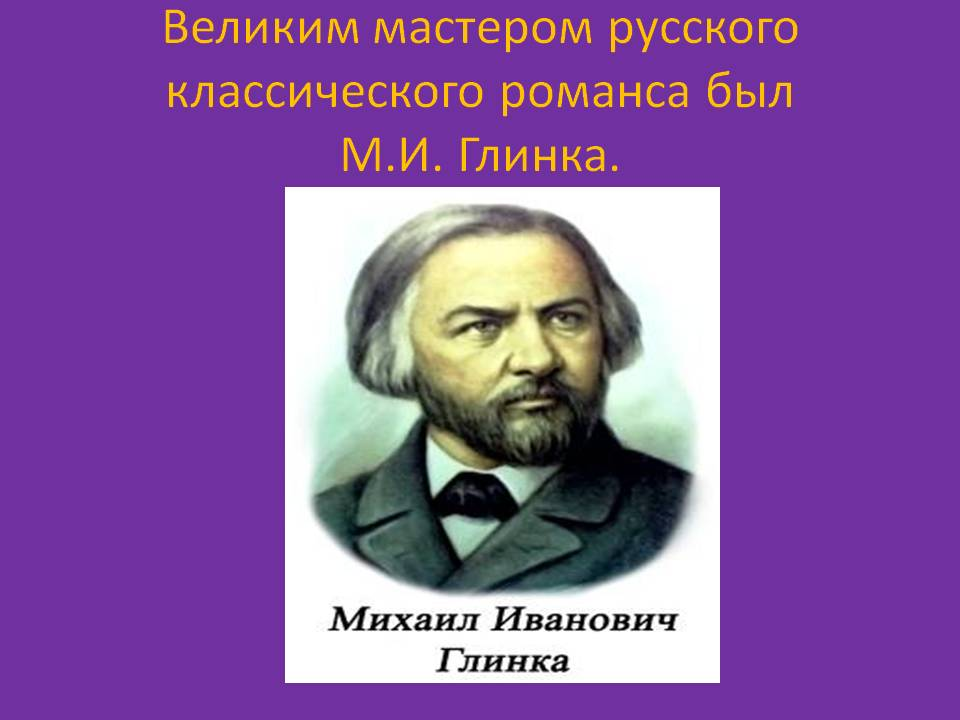 Великим мастером русского
классического романса был
М.И. Глинка.
Михаил Иванович
Глинка